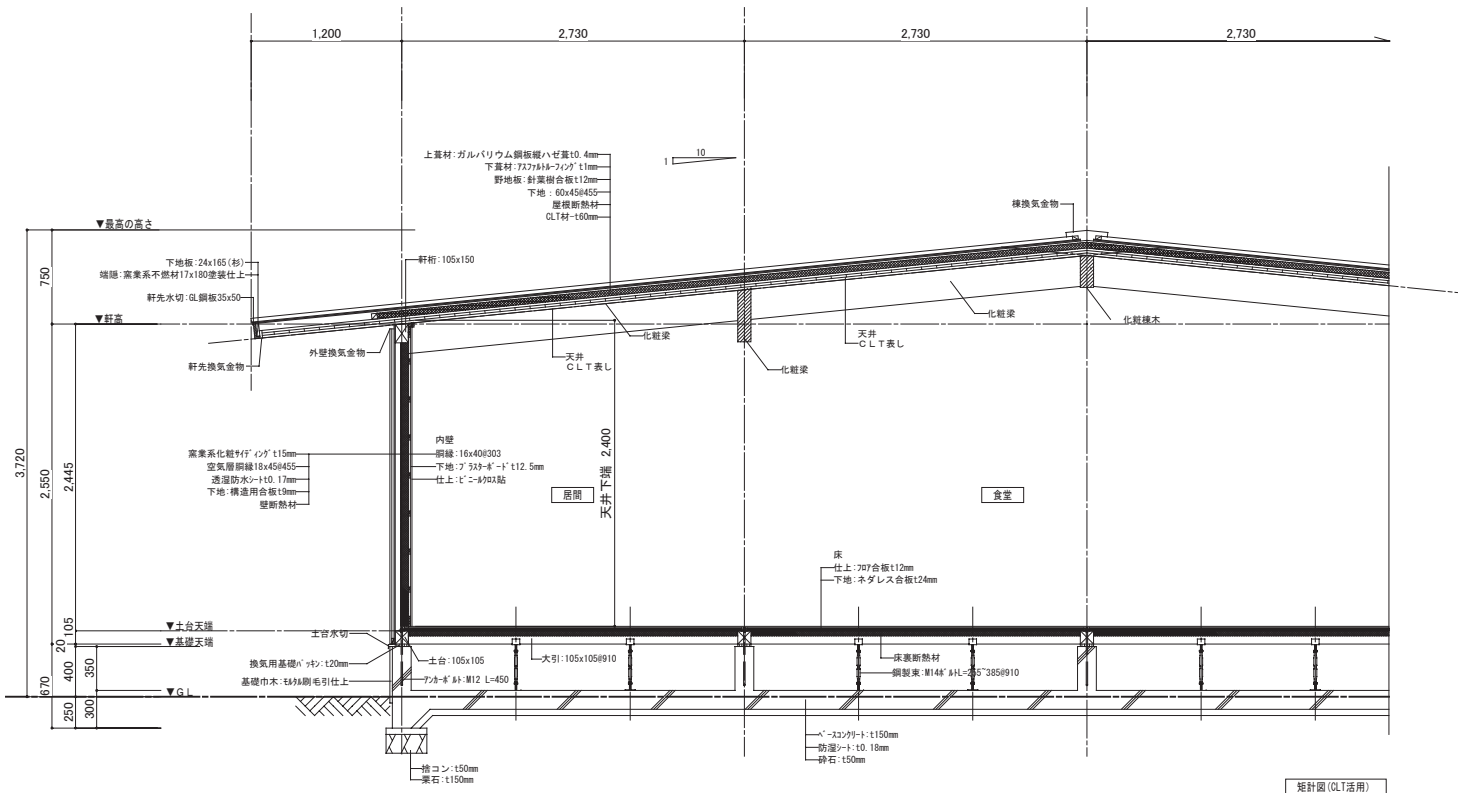 1,200
2,730
2,730
2,730
上葺材：ガルバリウム鋼板縦ハゼ葺t0.4mm
下葺材：アスファルトルーフィングt1mm
野地板：針葉樹合板t12mm
下地：60x45@455
屋根断熱材
CLT材-t60mm
10
1
棟換気金物
▼最高の高さ
下地板：24x165(杉)
端隠：窯業系不燃材17x180塗装仕上
軒桁：105x150
軒先水切：GL鋼板35x50
▼軒高
軒先換気金物
外壁換気金物
天井
ＣＬＴ表し
化粧梁
化粧梁
天井
ＣＬＴ表し
化粧梁
化粧棟木
750
3,720
2,550
2,445
窯業系化粧サイディングt15mm
空気層胴縁18x45@455
透湿防水シートt0.17mm
下地：構造用合板t9mm
壁断熱材
内壁
胴縁：16x40@303
下地：プラスターボードt12.5mm
仕上：ビニールクロス貼
天井下端 2,400
居間
食堂
床
仕上：フロア合板t12mm
下地：ネダレス合板t24mm
▼土台天端
▼基礎天端
105
20
土台水切
換気用基礎パッキン：t20mm
基礎巾木：モルタル刷毛引仕上
土台：105x105
アンカーボルト：M12 L=450
大引：105x105@910
床裏断熱材
鋼製束：M14ボルトL=265~385@910
400
350
670
▼ＧＬ
250
300
捨コン：t50mm
栗石：t150mm
ベースコンクリート：t150mm
防湿シート：t0.18mm
砕石：t50mm
矩計図(CLT活用)